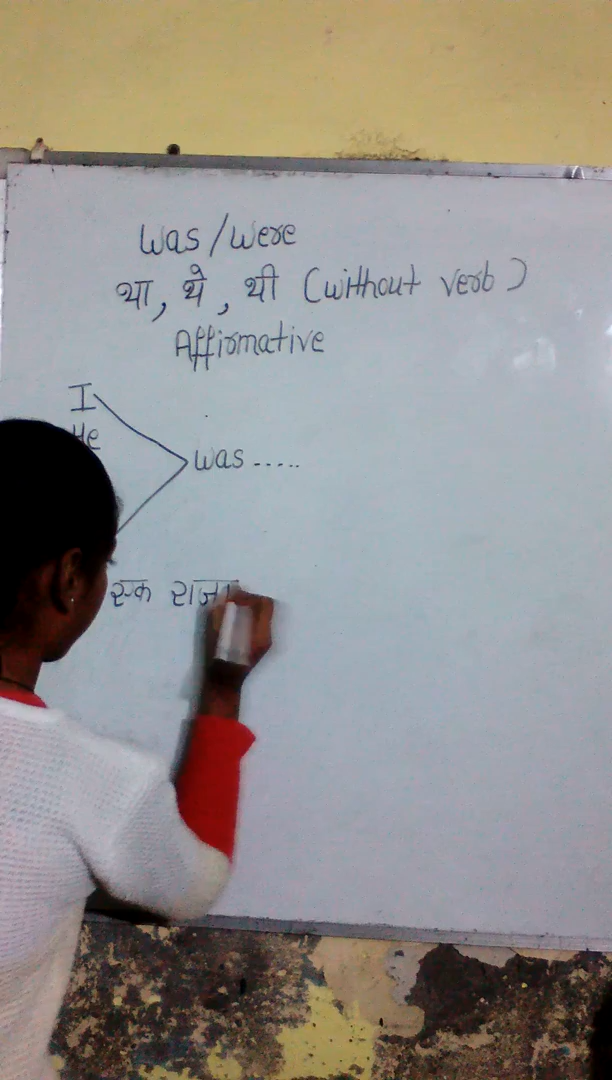 Was/Were
था, थे, थी (without verb)
Affirmative
I
He
was .....
एक राजा